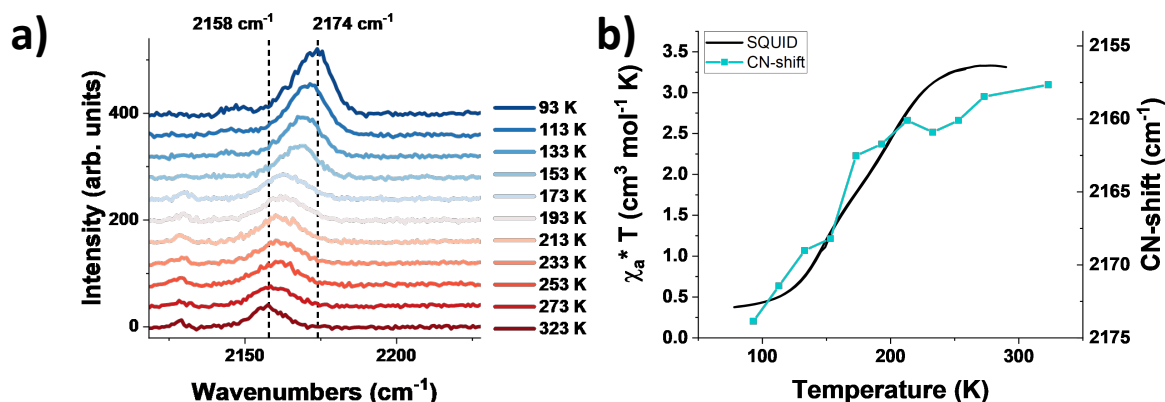 a)
2158 cm⁻¹ 2174 cm⁻¹
Intensity (arb. units)
400
200
0
93 K
113 K
133 K
153 K
173 K
193 K
213 K
233 K
253 K
273 K
323 K
2150 2200
Wavenumbers (cm⁻¹)
b)
SQUID
CN-shift
χₐ* T (cm³ mol⁻¹ K)
3.5
3.0
2.5
2.0
1.5
1.0
0.5
0.0
100 200 300
Temperature (K)
2155
2160
2165
2170
2175
CN-shift (cm⁻¹)